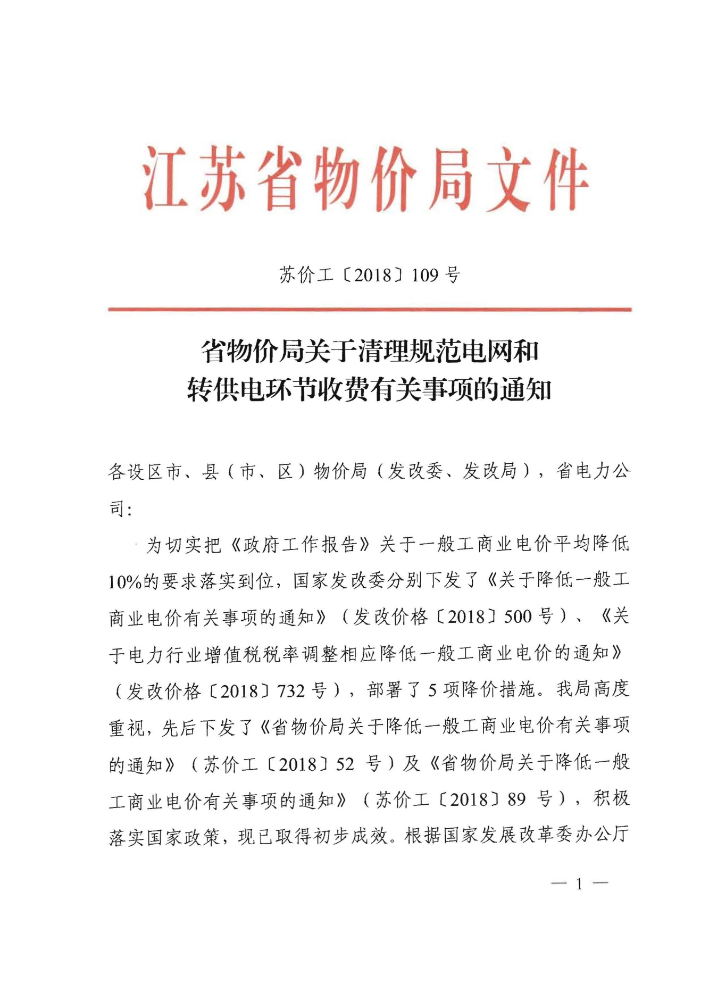 江苏省物价局文件
苏价工〔2018〕109号
省物价局关于清理规范电网和
转供电环节收费有关事项的通知
各设区市、县（市、区）物价局（发改委、发改局），省电力公
司：
为切实把《政府工作报告》关于一般工商业电价平均降低
10%的要求落实到位，国家发改委分别下发了《关于降低一般工
商业电价有关事项的通知》（发改价格〔2018〕500号）、《关
于电力行业增值税税率调整相应降低一般工商业电价的通知》
（发改价格〔2018〕732号），部署了5项降价措施。我局高度
重视，先后下发了《省物价局关于降低一般工商业电价有关事项
的通知》（苏价工〔2018〕52 号）及《省物价局关于降低一般
工商业电价有关事项的通知》（苏价工〔2018〕89 号），积极
落实国家政策，现已取得初步成效。根据国家发展改革委办公厅
— 1 —